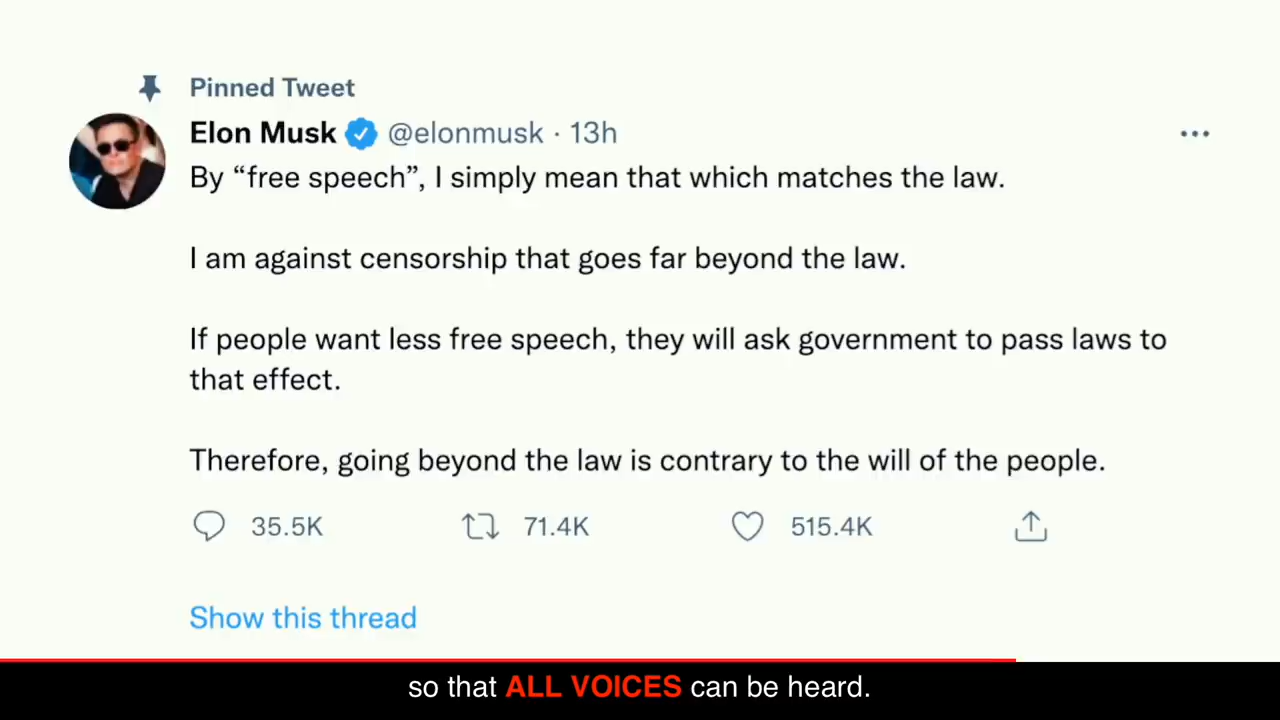 Pinned Tweet
Elon Musk @elonmusk · 13h
By “free speech”, I simply mean that which matches the law.
I am against censorship that goes far beyond the law.
If people want less free speech, they will ask government to pass laws to
that effect.
Therefore, going beyond the law is contrary to the will of the people.
35.5K 71.4K 515.4K
Show this thread
so that ALL VOICES can be heard.